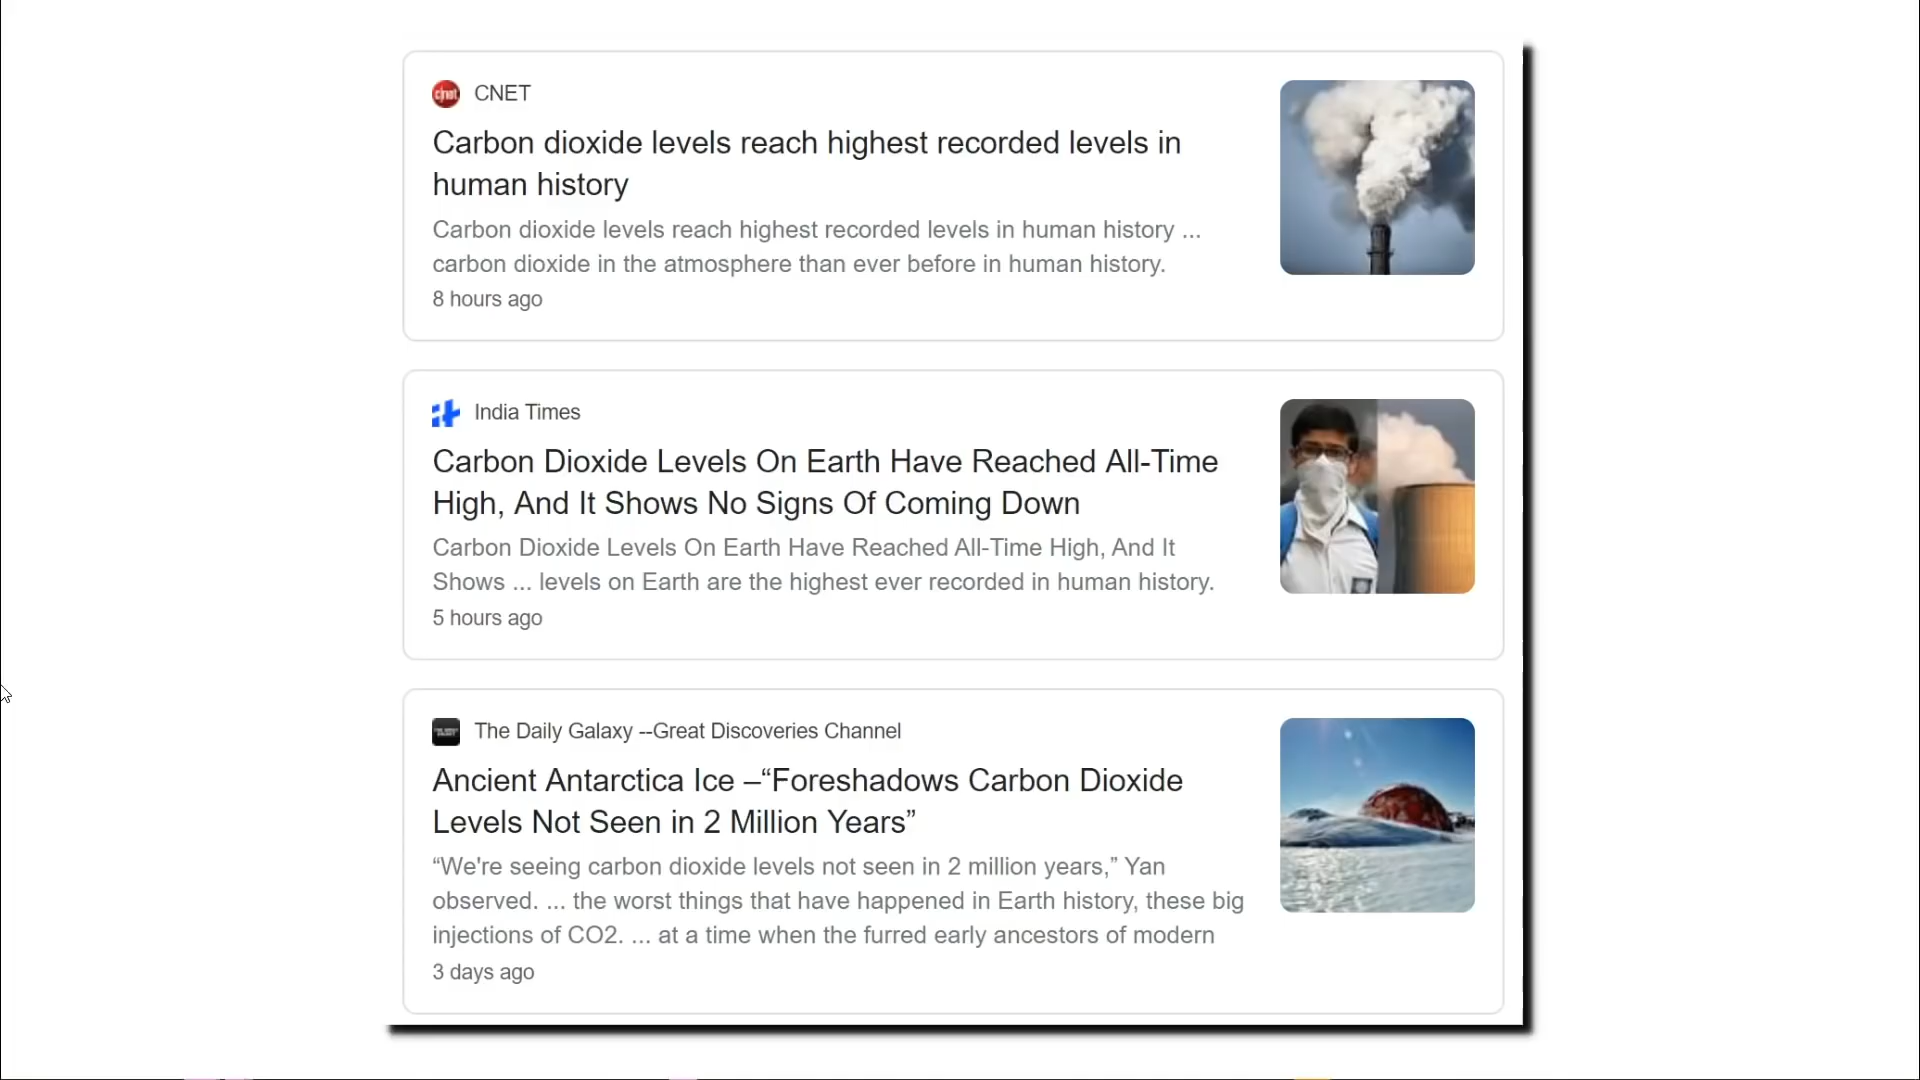 CNET
Carbon dioxide levels reach highest recorded levels in
human history
Carbon dioxide levels reach highest recorded levels in human history ...
carbon dioxide in the atmosphere than ever before in human history.
8 hours ago
India Times
Carbon Dioxide Levels On Earth Have Reached All-Time
High, And It Shows No Signs Of Coming Down
Carbon Dioxide Levels On Earth Have Reached All-Time High, And It
Shows ... levels on Earth are the highest ever recorded in human history.
5 hours ago
The Daily Galaxy --Great Discoveries Channel
Ancient Antarctica Ice –“Foreshadows Carbon Dioxide
Levels Not Seen in 2 Million Years”
“We're seeing carbon dioxide levels not seen in 2 million years,” Yan
observed. ... the worst things that have happened in Earth history, these big
injections of CO2. ... at a time when the furred early ancestors of modern
3 days ago